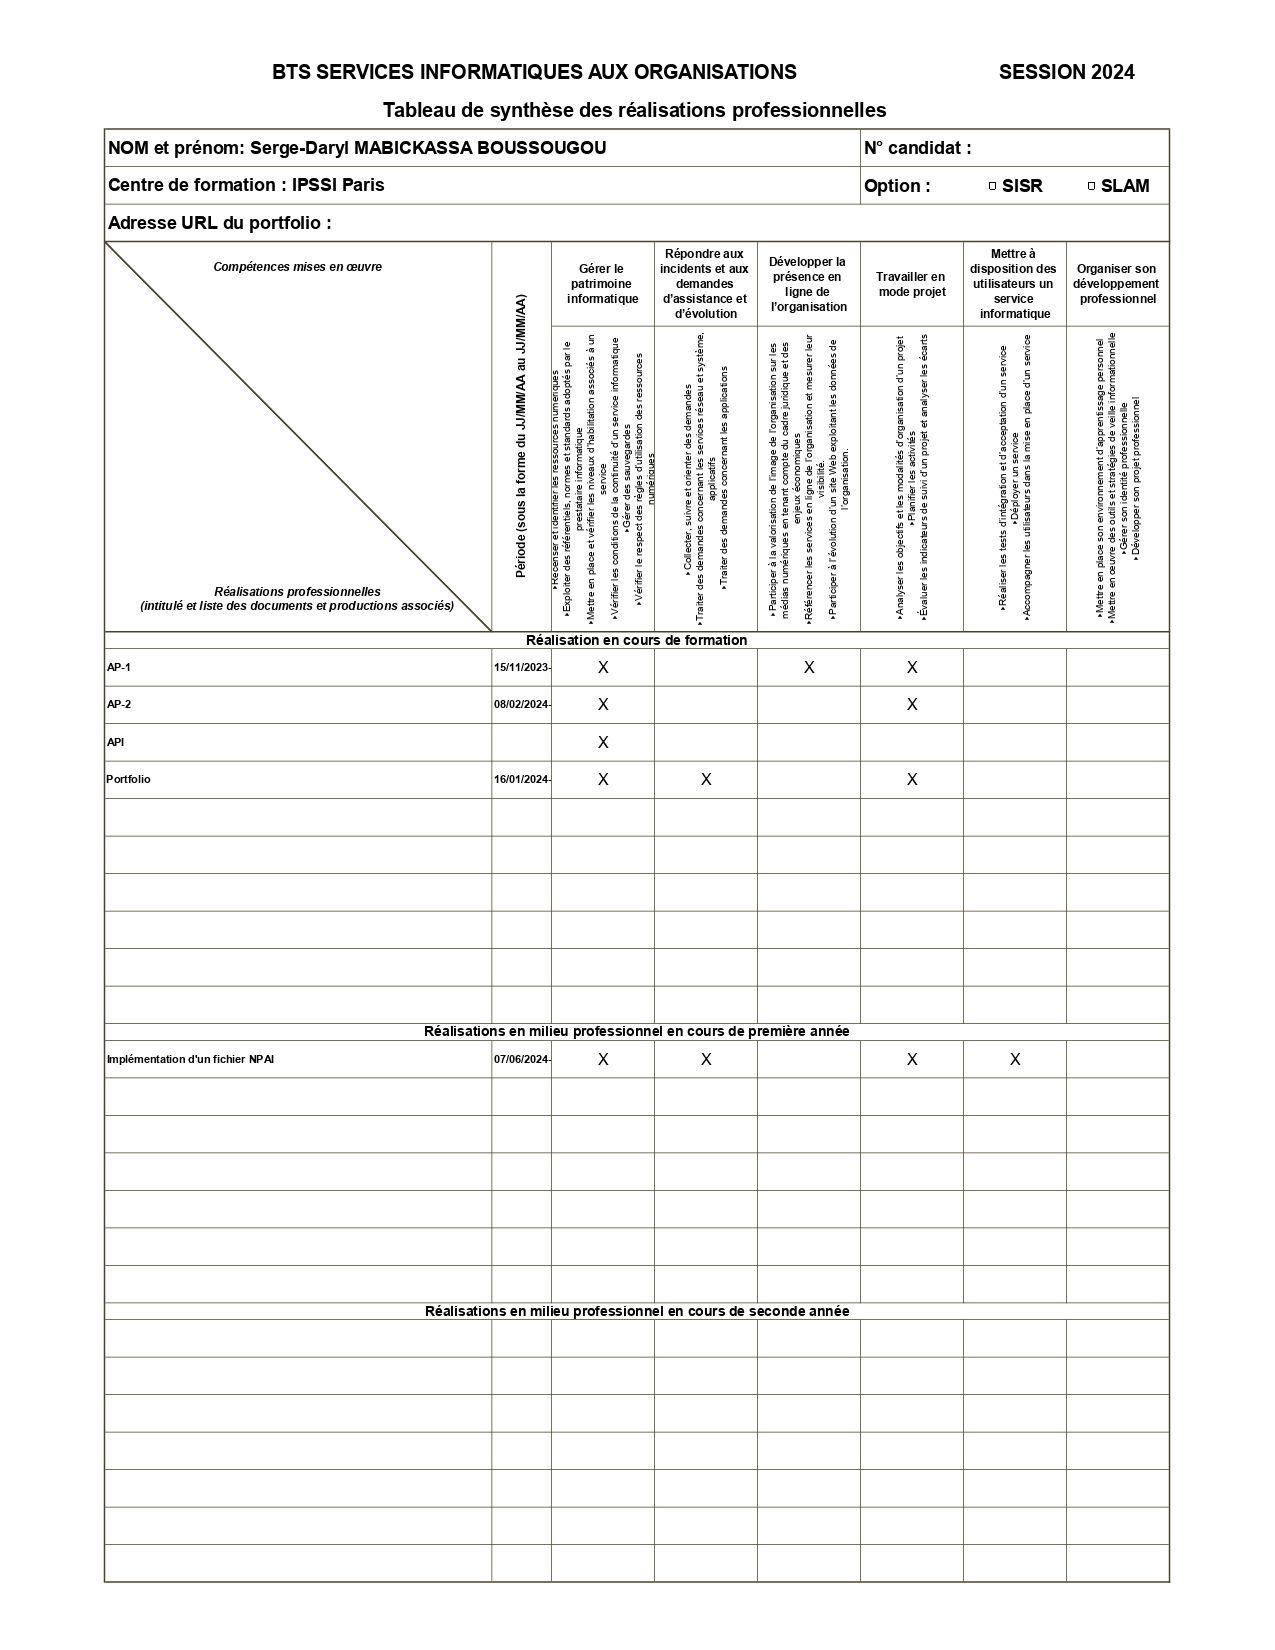 BTS SERVICES INFORMATIQUES AUX ORGANISATIONS SESSION 2024
Tableau de synthèse des réalisations professionnelles
NOM et prénom: Serge-Daryl MABICKASSA BOUSSOUGOU N° candidat :
Centre de formation : IPSSI Paris Option : SISR SLAM
Adresse URL du portfolio :
Compétences mises en œuvre
Réalisations professionnelles
(intitulé et liste des documents et productions associés)
Période (sous la forme du JJ/MM/AA au JJ/MM/AA)
Gérer le
patrimoine
informatique
Répondre aux
incidents et aux
demandes
d’assistance et
d’évolution
Développer la
présence en
ligne de
l’organisation
Travailler en
mode projet
Mettre à
disposition des
utilisateurs un
service
informatique
Organiser son
développement
professionnel
▸Recenser et identifier les ressources numériques
▸Exploiter des référentiels, normes et standards adoptés par le
prestataire informatique
▸Mettre en place et vérifier les niveaux d’habilitation associés à un
service
▸Vérifier les conditions de la continuité d’un service informatique
▸Gérer des sauvegardes
▸Vérifier le respect des règles d’utilisation des ressources
numériques
▸Collecter, suivre et orienter des demandes
▸Traiter des demandes concernant les services réseau et système,
applicatifs
▸Traiter des demandes concernant les applications
▸Participer à la valorisation de l’image de l’organisation sur les
médias numériques en tenant compte du cadre juridique et des
enjeux économiques
▸Référencer les services en ligne de l’organisation et mesurer leur
visibilité.
▸Participer à l’évolution d’un site Web exploitant les données de
l’organisation.
▸Analyser les objectifs et les modalités d’organisation d’un projet
▸Planifier les activités
▸Évaluer les indicateurs de suivi d’un projet et analyser les écarts
▸Réaliser les tests d’intégration et d’acceptation d’un service
▸Déployer un service
▸Accompagner les utilisateurs dans la mise en place d’un service
▸Mettre en place son environnement d’apprentissage personnel
▸Mettre en œuvre des outils et stratégies de veille informationnelle
▸Gérer son identité professionnelle
▸Développer son projet professionnel
Réalisation en cours de formation
AP-1 15/11/2023- X X X
AP-2 08/02/2024- X X
API X
Portfolio 16/01/2024- X X X
Réalisations en milieu professionnel en cours de première année
Implémentation d'un fichier NPAI 07/06/2024- X X X X
Réalisations en milieu professionnel en cours de seconde année